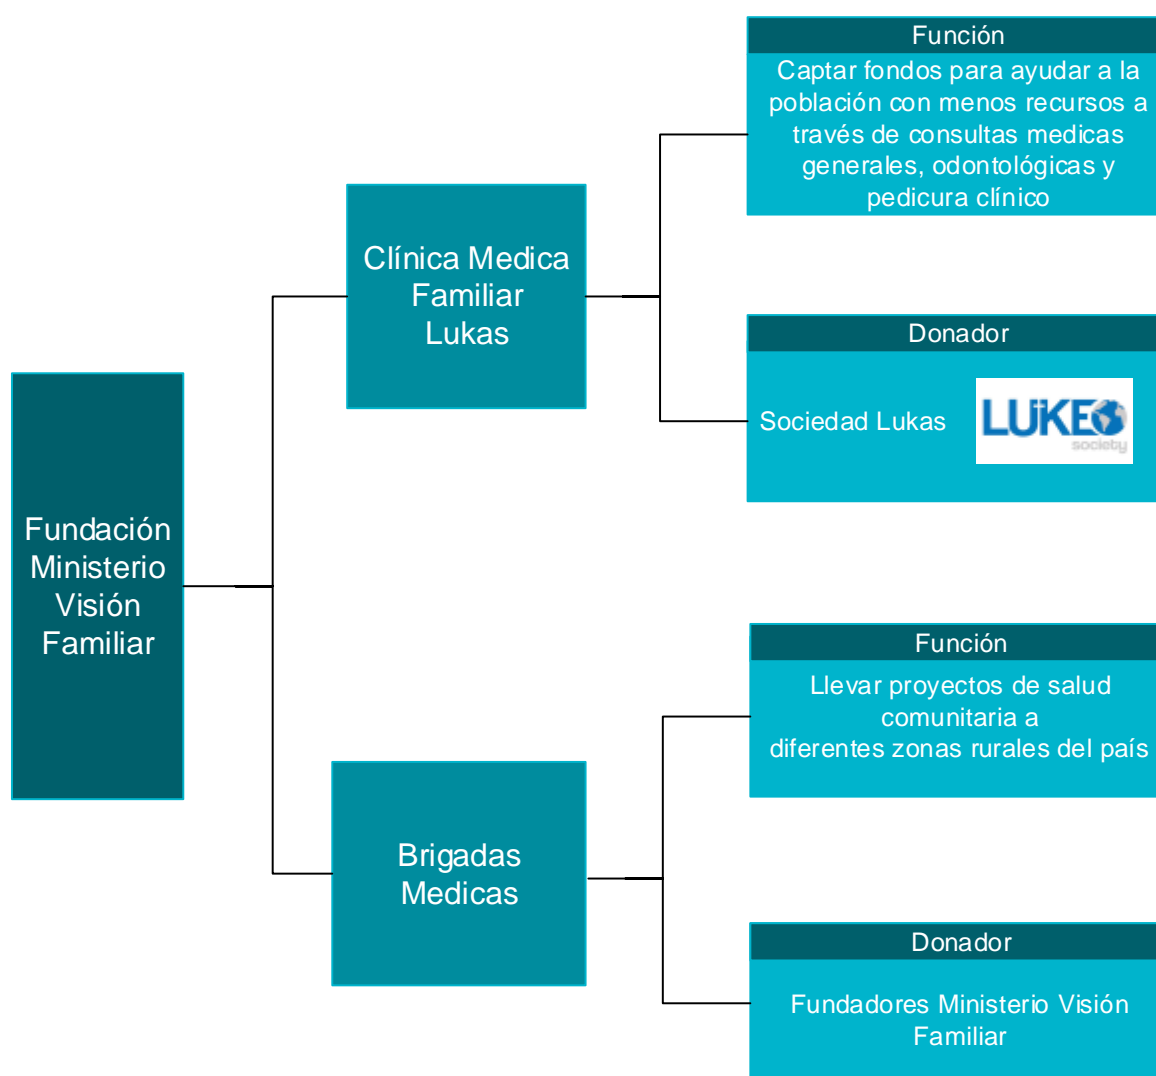 Fundación
Ministerio
Visión
Familiar
Clínica Medica
Familiar
Lukas
Función
Captar fondos para ayudar a la
población con menos recursos a
través de consultas medicas
generales, odontológicas y
pedicura clínico
Donador
Sociedad Lukas
LUKE
society
Brigadas
Medicas
Función
Llevar proyectos de salud
comunitaria a
diferentes zonas rurales del país
Donador
Fundadores Ministerio Visión
Familiar